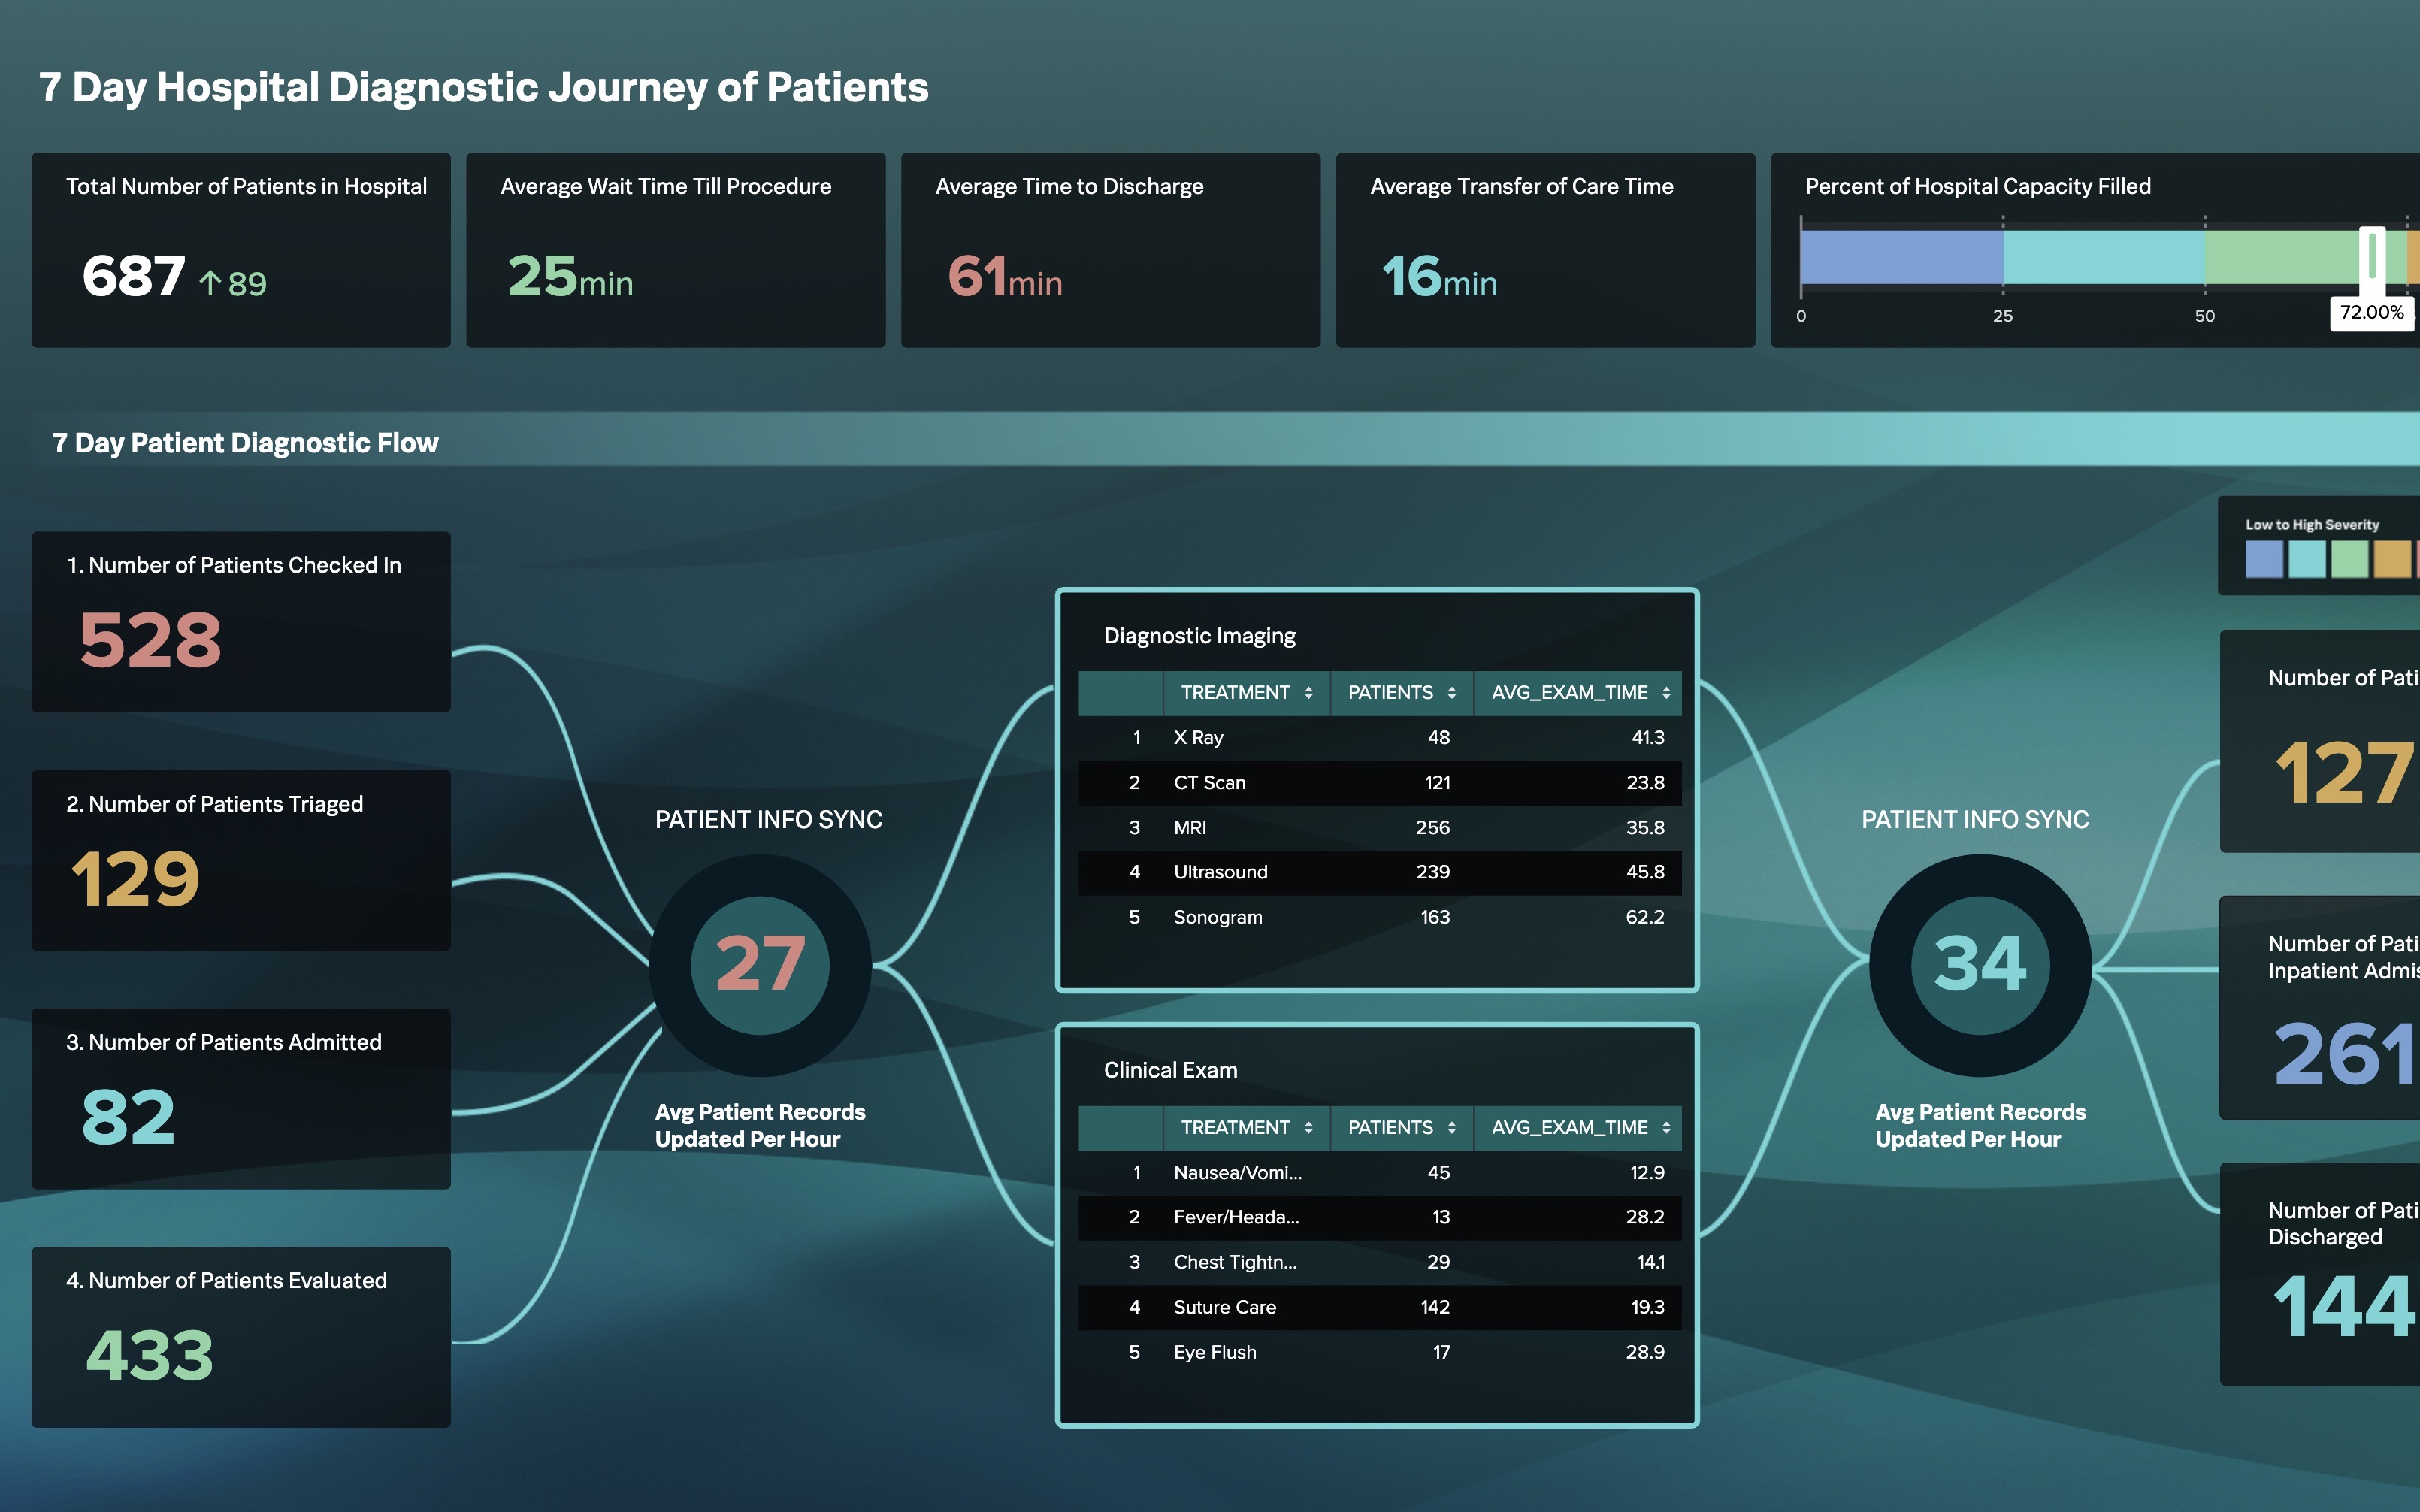 7 Day Hospital Diagnostic Journey of Patients
Total Number of Patients in Hospital
687 ↑89
Average Wait Time Till Procedure
25min
Average Time to Discharge
61min
Average Transfer of Care Time
16min
Percent of Hospital Capacity Filled
0 25 50
72.00%
7 Day Patient Diagnostic Flow
1. Number of Patients Checked In
528
2. Number of Patients Triaged
129
3. Number of Patients Admitted
82
4. Number of Patients Evaluated
433
PATIENT INFO SYNC
27
Avg Patient Records
Updated Per Hour
Diagnostic Imaging
TREATMENT PATIENTS AVG_EXAM_TIME
1 X Ray 48 41.3
2 CT Scan 121 23.8
3 MRI 256 35.8
4 Ultrasound 239 45.8
5 Sonogram 163 62.2
Clinical Exam
TREATMENT PATIENTS AVG_EXAM_TIME
1 Nausea/Vomi... 45 12.9
2 Fever/Heada... 13 28.2
3 Chest Tightn... 29 14.1
4 Suture Care 142 19.3
5 Eye Flush 17 28.9
PATIENT INFO SYNC
34
Avg Patient Records
Updated Per Hour
Low to High Severity
Number of Pati
127
Number of Pati
Inpatient Admis
261
Number of Pati
Discharged
144